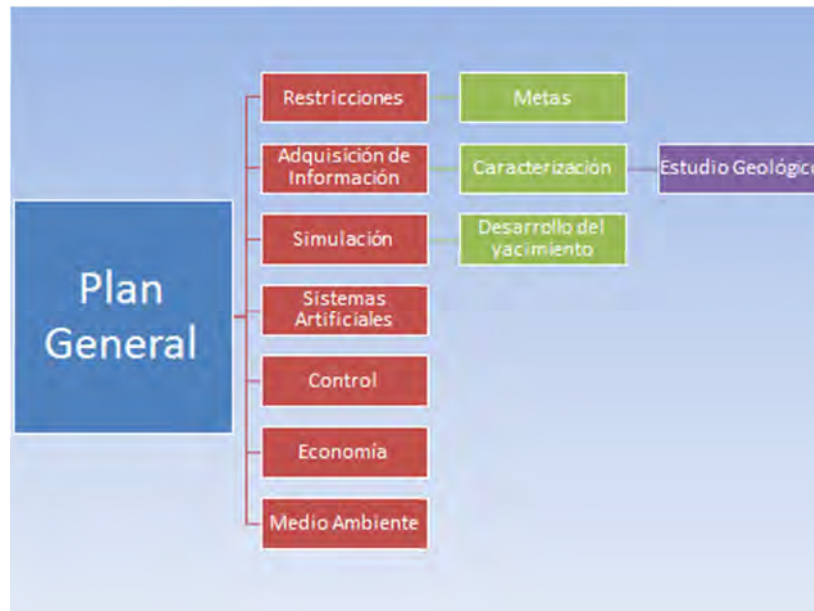 Plan
General
Restricciones
Metas
Adquisición de
Información
Caracterización
Estudio Geológico
Simulación
Desarrollo del
yacimiento
Sistemas
Artificiales
Control
Economía
Medio Ambiente